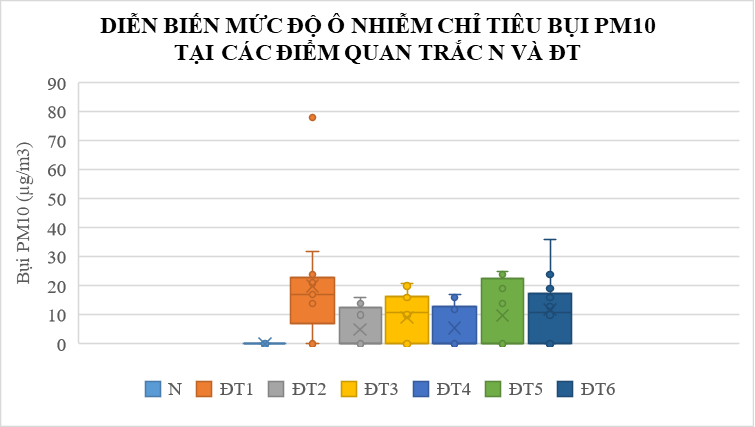 DIỄN BIẾN MỨC ĐỘ Ô NHIỄM CHỈ TIÊU BỤI PM10
TẠI CÁC ĐIỂM QUAN TRẮC N VÀ ĐT
90
80
70
60
50
40
30
20
10
0
Bụi PM10 (µg/m3)
N ĐT1 ĐT2 ĐT3 ĐT4 ĐT5 ĐT6